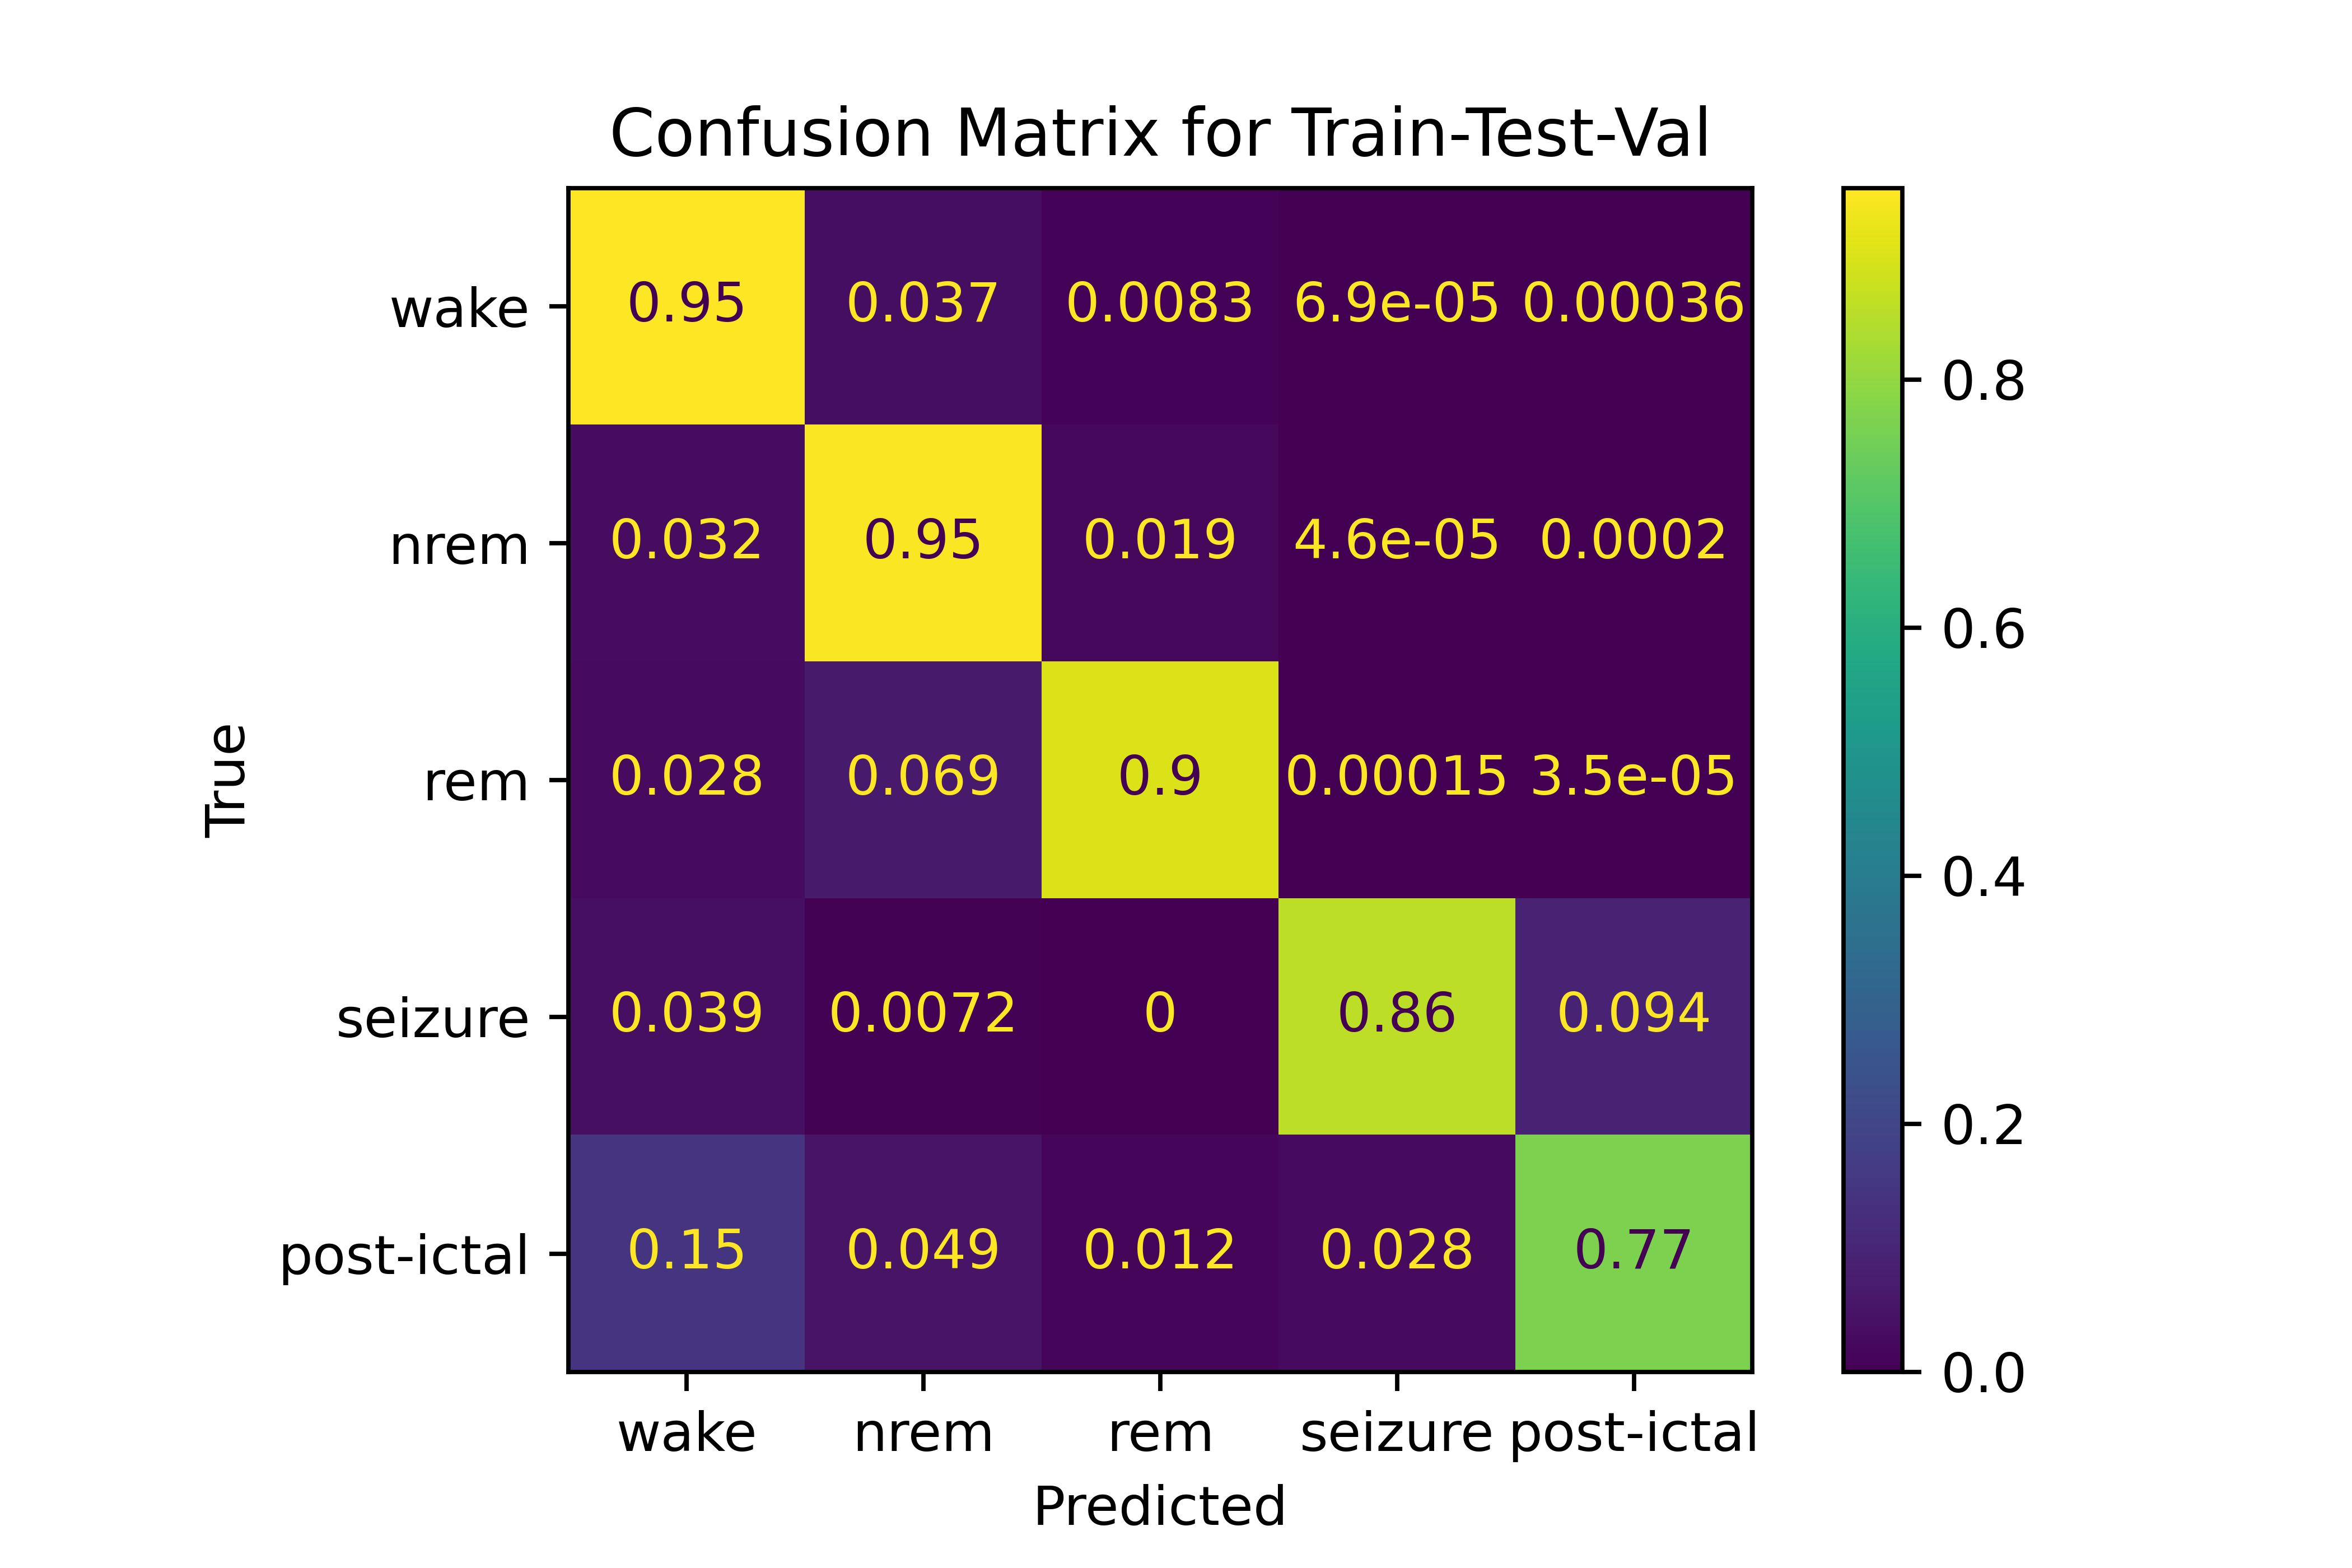 Confusion Matrix for Train-Test-Val
wake 0.95 0.037 0.0083 6.9e-05 0.00036
nrem 0.032 0.95 0.019 4.6e-05 0.0002
rem 0.028 0.069 0.9 0.00015 3.5e-05
seizure 0.039 0.0072 0 0.86 0.094
post-ictal 0.15 0.049 0.012 0.028 0.77
True
wake nrem rem seizure post-ictal
Predicted
0.8
0.6
0.4
0.2
0.0